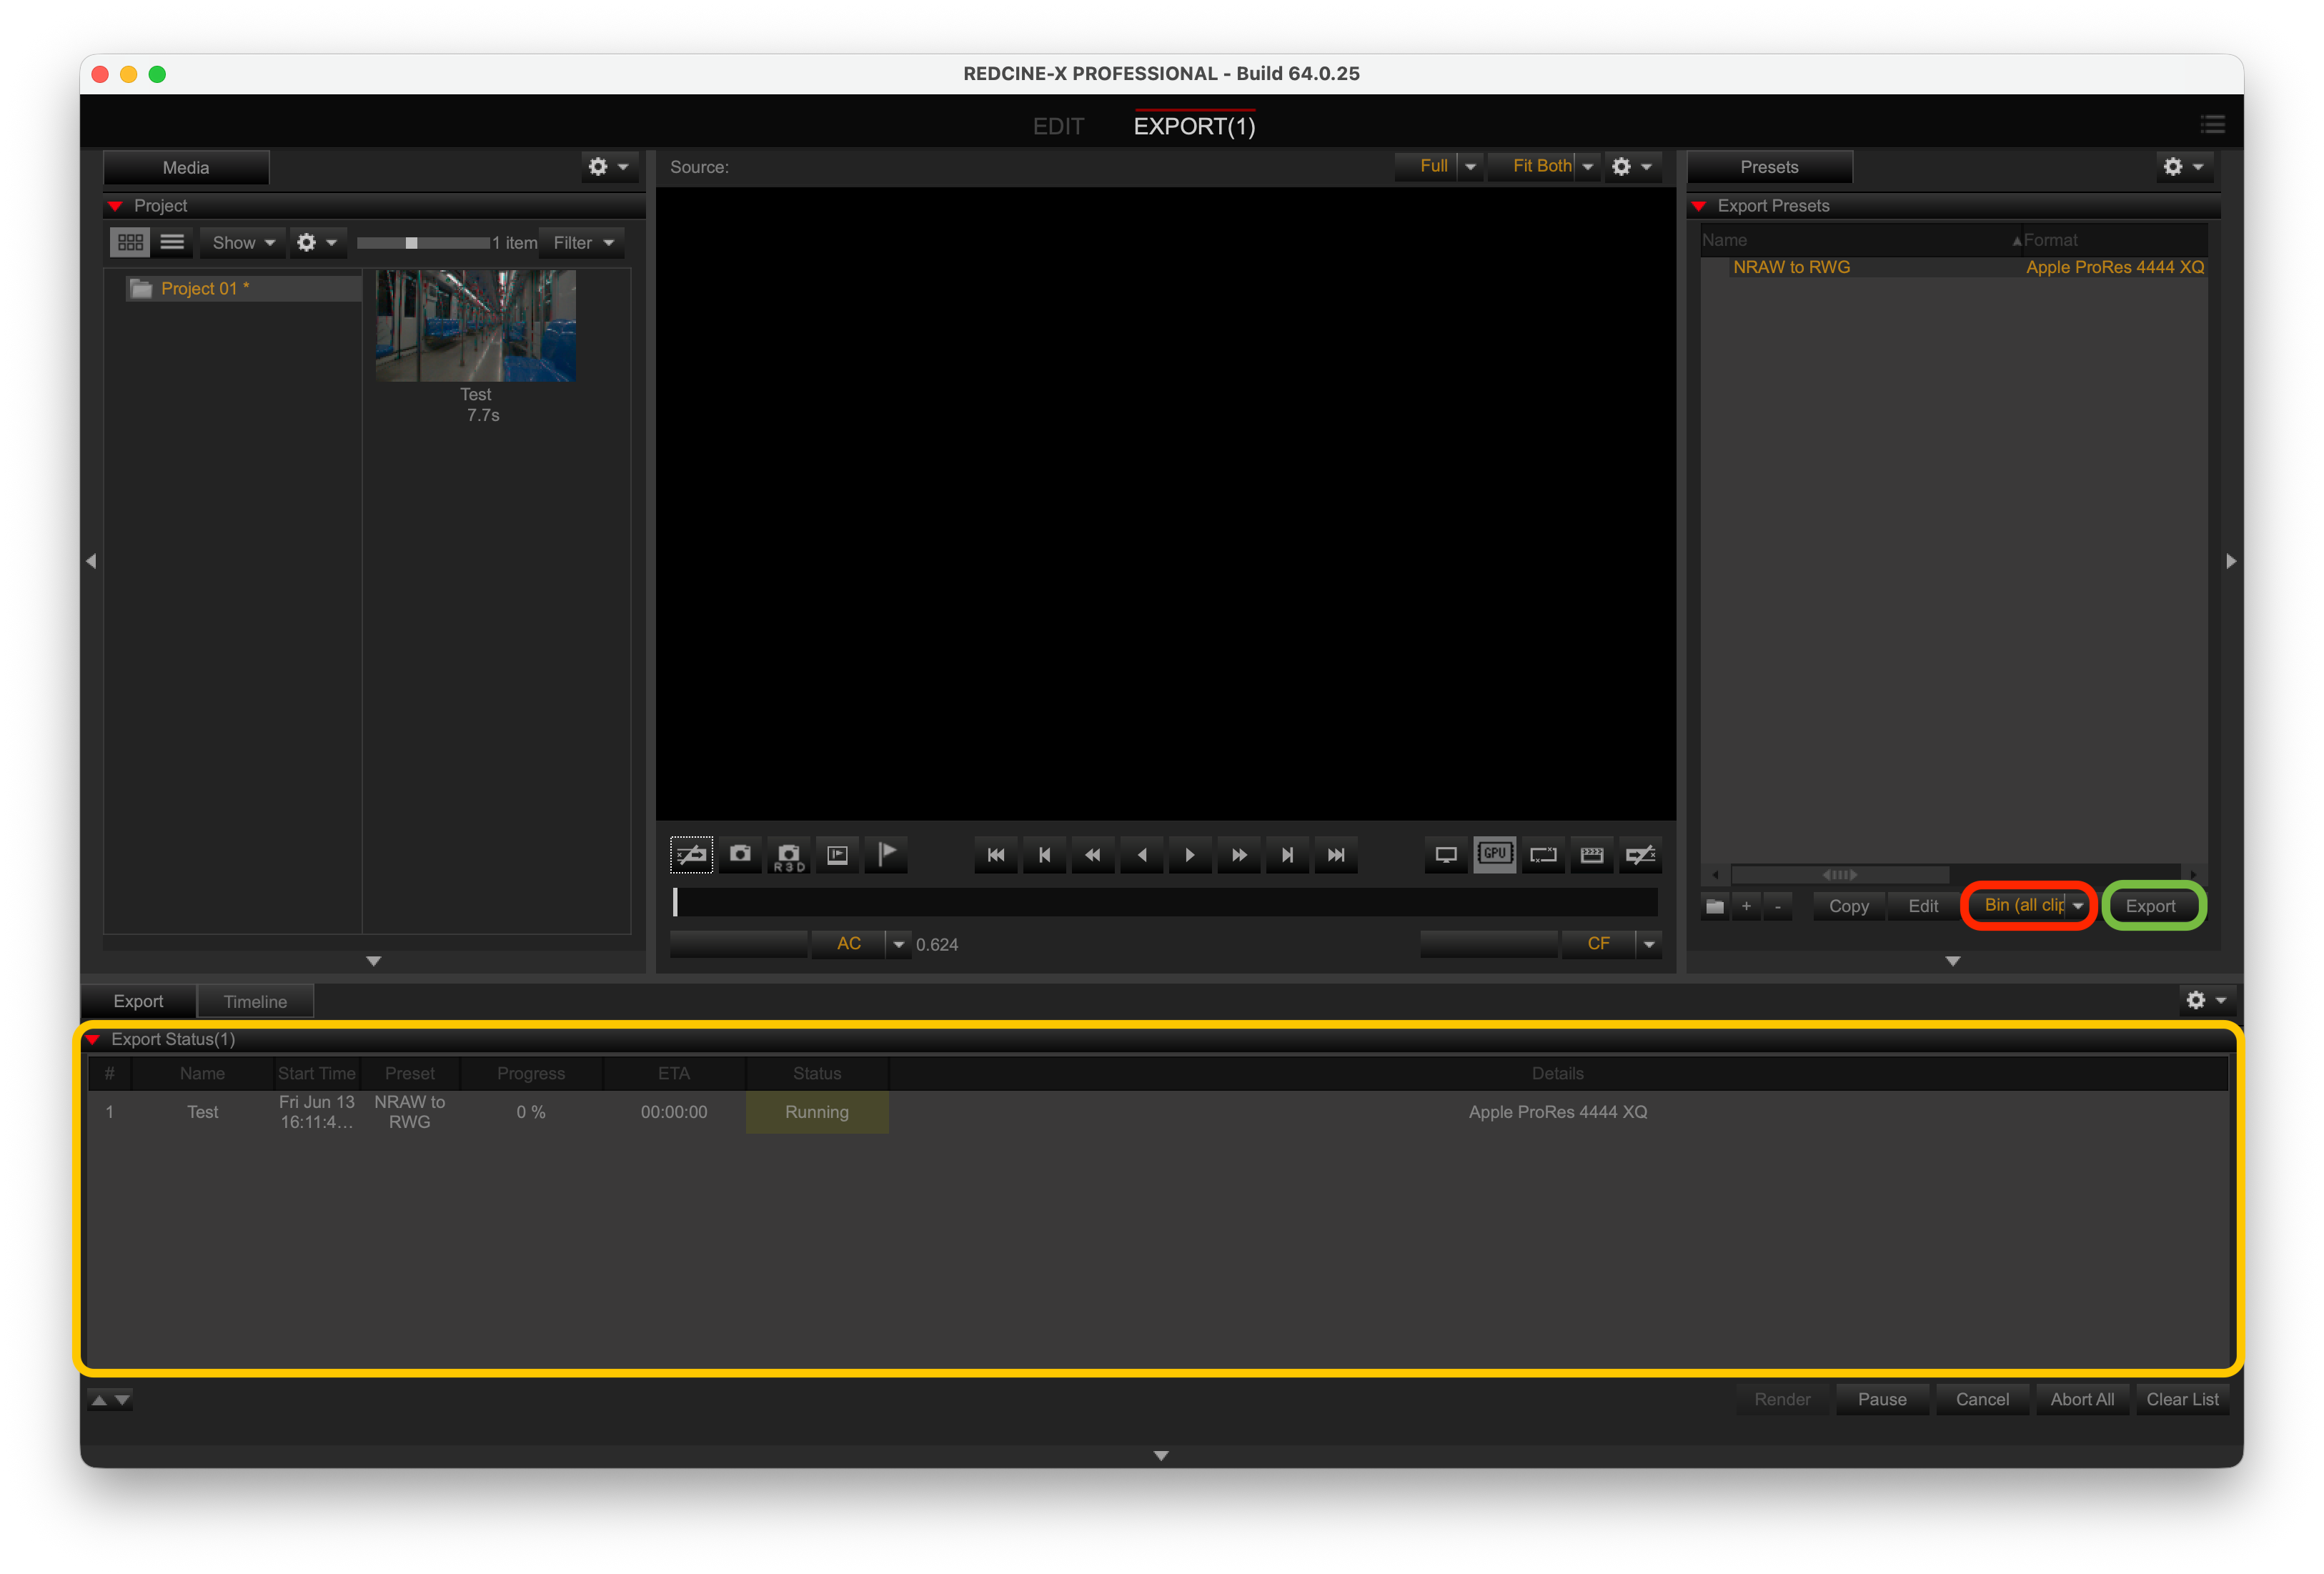 REDCINE-X PROFESSIONAL - Build 64.0.25
EDIT EXPORT(1)
Media
Source:
Full Fit Both
Presets
Project
Export Presets
Show 1 item Filter
Name Format
Project 01 *
NRAW to RWG Apple ProRes 4444 XQ
Test
7.7s
R3D
GPU
+ - Copy Edit Bin (all clip Export
AC 0.624 CF
Export Timeline
Export Status(1)
# Name Start Time Preset Progress ETA Status Details
1 Test Fri Jun 13 16:11:4... NRAW to RWG 0 % 00:00:00 Running Apple ProRes 4444 XQ
Render Pause Cancel Abort All Clear List